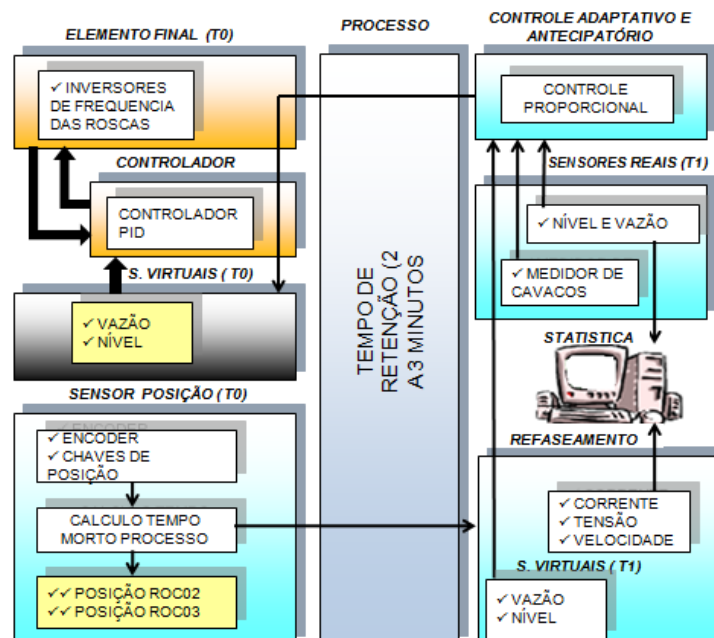 ELEMENTO FINAL (T0)
✓ INVERSORES
DE FREQUENCIA
DAS ROSCAS
CONTROLADOR
CONTROLADOR
PID
S. VIRTUAIS ( T0)
✓ VAZÃO
✓ NÍVEL
SENSOR POSIÇÃO (T0)
✓ ENCODER
✓ CHAVES DE
POSIÇÃO
CALCULO TEMPO
MORTO PROCESSO
✓✓ POSIÇÃO ROC02
✓✓ POSIÇÃO ROC03
PROCESSO
TEMPO DE
RETENÇÃO (2
A 3 MINUTOS
CONTROLE ADAPTATIVO E
ANTECIPATÓRIO
CONTROLE
PROPORCIONAL
SENSORES REAIS (T1)
✓ NÍVEL E VAZÃO
✓ MEDIDOR DE
CAVACOS
STATISTICA
REFASEAMENTO
✓ CORRENTE
✓ TENSÃO
✓ VELOCIDADE
S. VIRTUAIS ( T1)
✓ VAZÃO
✓ NÍVEL